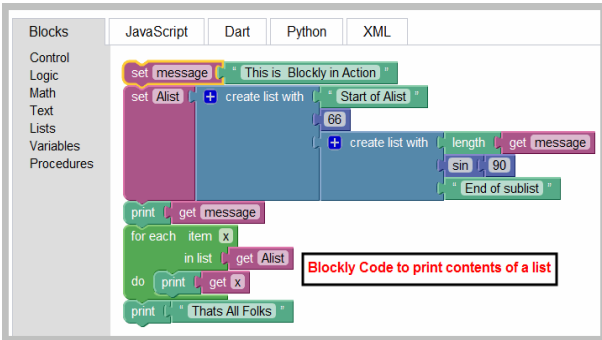 Blocks JavaScript Dart Python XML
Control
Logic
Math
Text
Lists
Variables
Procedures
set message “ This is  Blockly in Action ”
set Alist + create list with “ Start of Alist ”
66
+ create list with length get message
sin 90
“ End of sublist ”
print get message
for each item x
in list get Alist
do print get x
print “ Thats All Folks ”
Blockly Code to print contents of a list